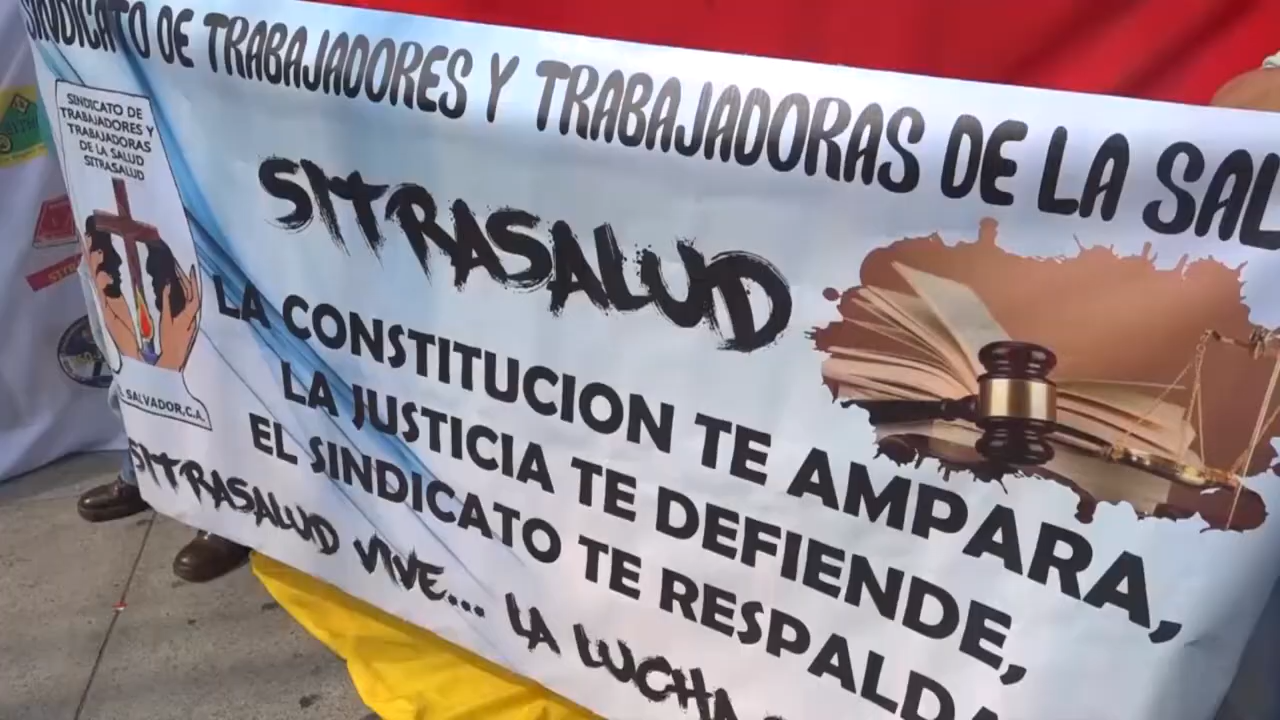 SINDICATO DE TRABAJADORES Y TRABAJADORAS DE LA SAL
SINDICATO DE
TRABAJADORES Y
TRABAJADORAS
DE LA SALUD
SITRASALUD
SITRASALUD
LA CONSTITUCION TE AMPARA,
LA JUSTICIA TE DEFIENDE,
EL SINDICATO TE RESPALDA
SALVADOR,C.A.
SITRASALUD VIVE... LA LUCHA